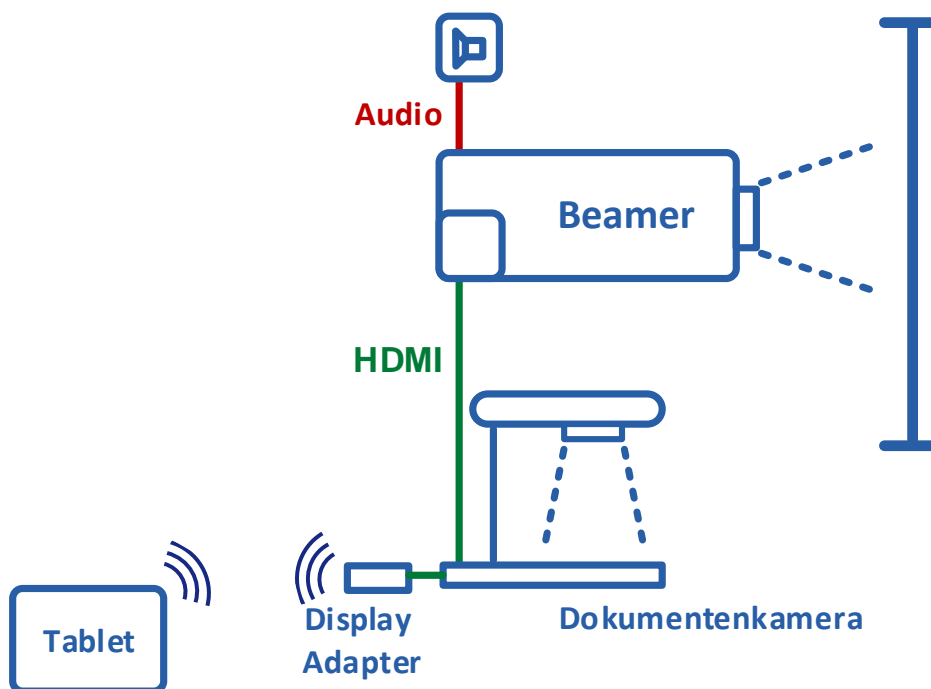 Audio
Beamer
HDMI
Display
Adapter
Dokumentenkamera
Tablet